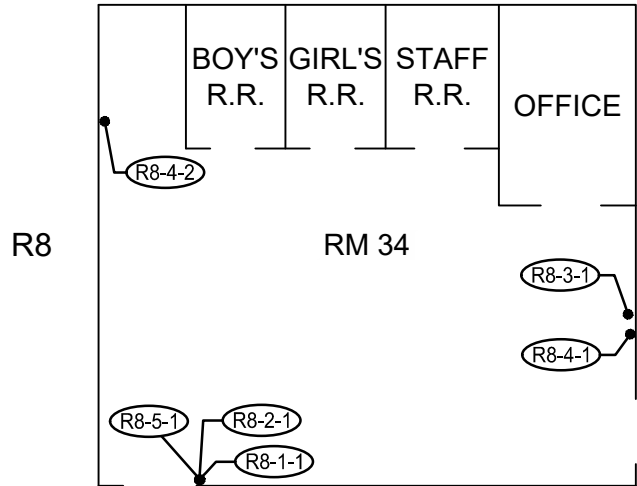 BOY'S
R.R.
GIRL'S
R.R.
STAFF
R.R.
OFFICE
R8-4-2
R8
RM 34
R8-3-1
R8-4-1
R8-5-1
R8-2-1
R8-1-1